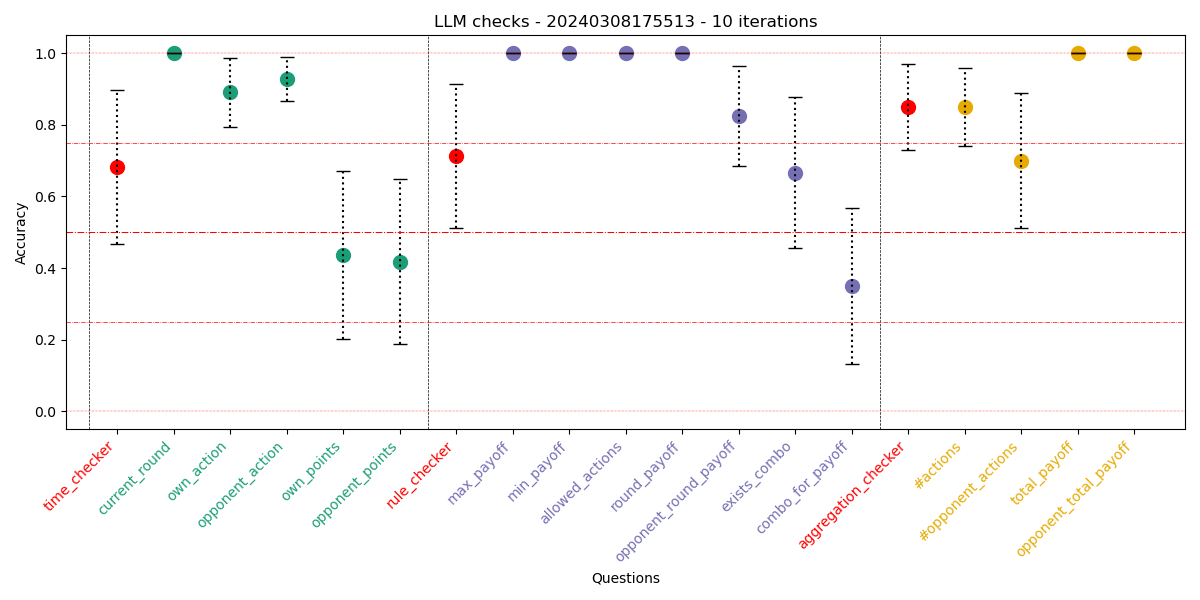 LLM checks - 20240308175513 - 10 iterations
Accuracy
1.0
0.8
0.6
0.4
0.2
0.0
time_checker
current_round
own_action
opponent_action
own_points
opponent_points
rule_checker
max_payoff
min_payoff
allowed_actions
round_payoff
opponent_round_payoff
exists_combo
combo_for_payoff
aggregation_checker
#actions
#opponent_actions
total_payoff
opponent_total_payoff
Questions